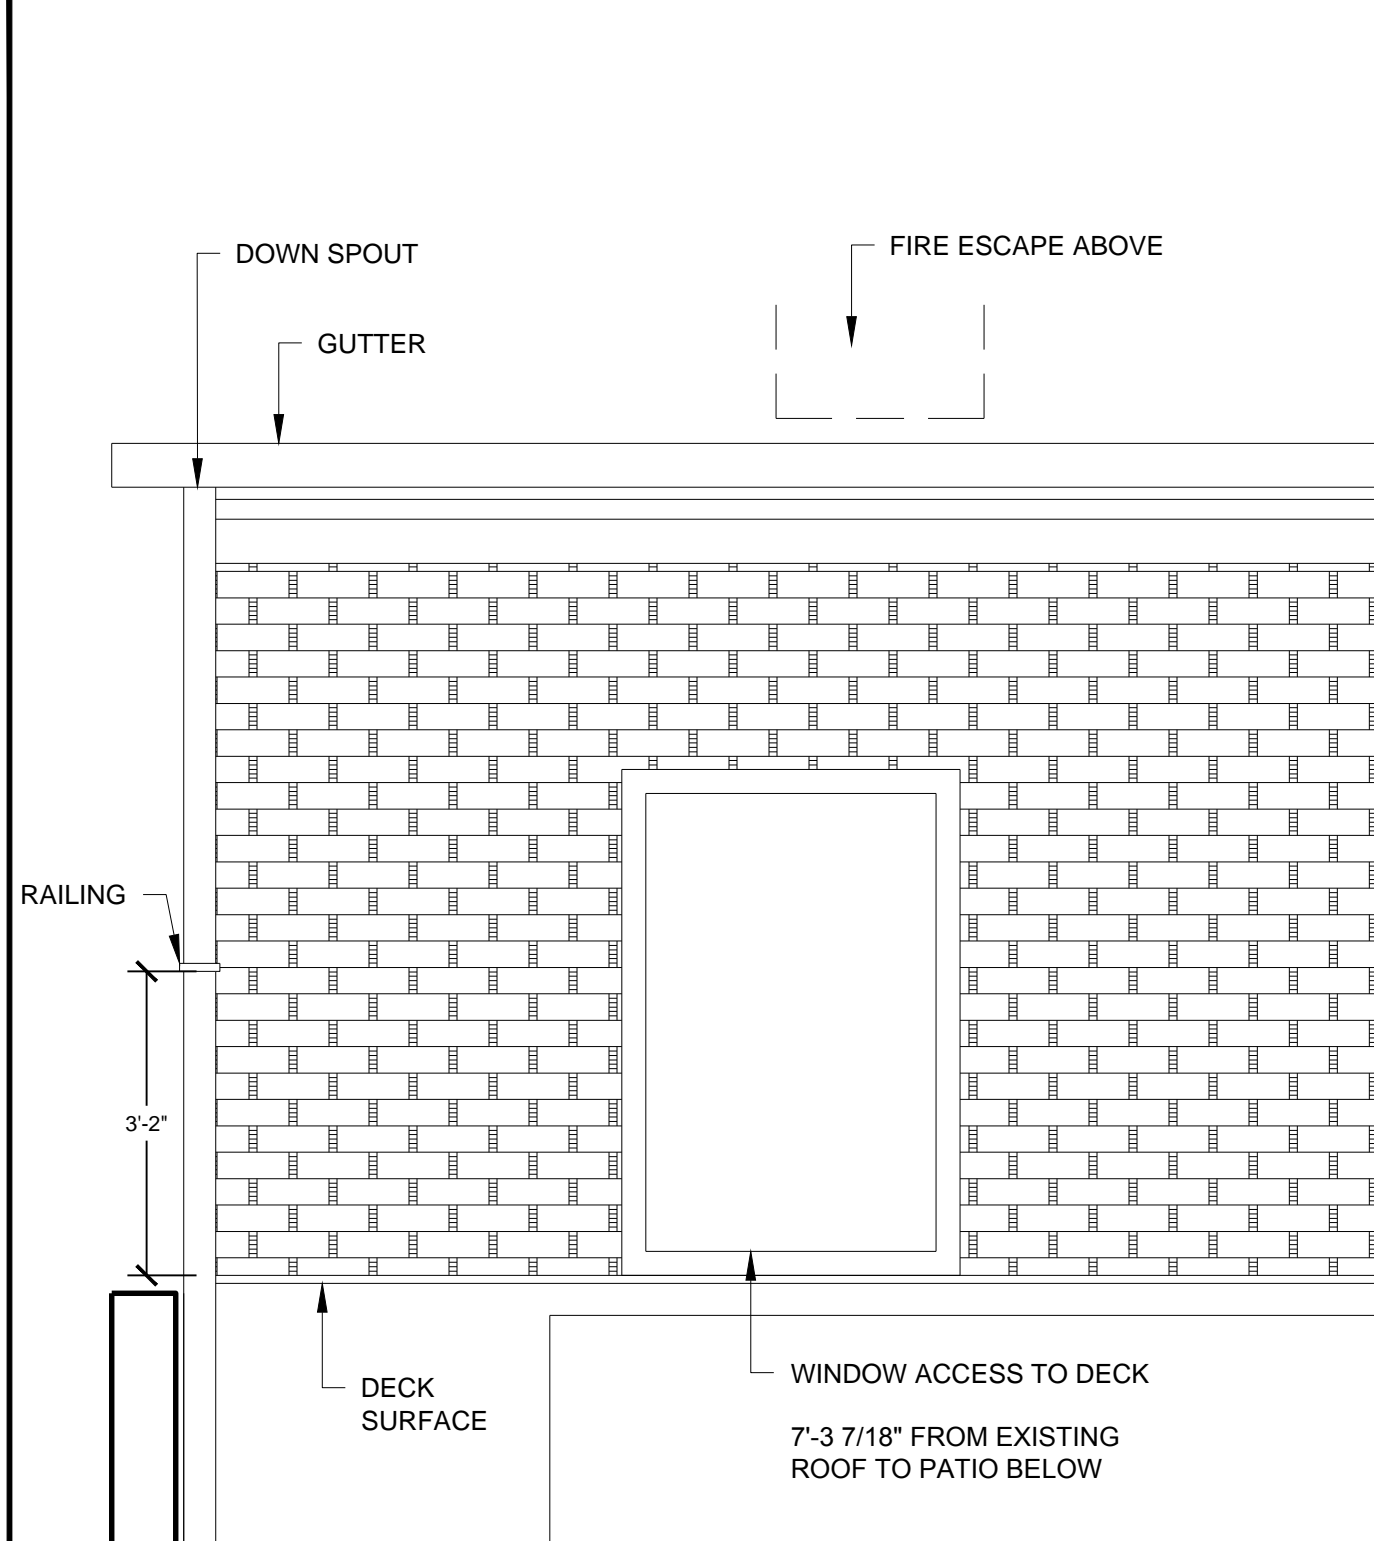 DOWN SPOUT
FIRE ESCAPE ABOVE
GUTTER
RAILING
3'-2"
DECK
SURFACE
WINDOW ACCESS TO DECK
7'-3 7/18" FROM EXISTING
ROOF TO PATIO BELOW